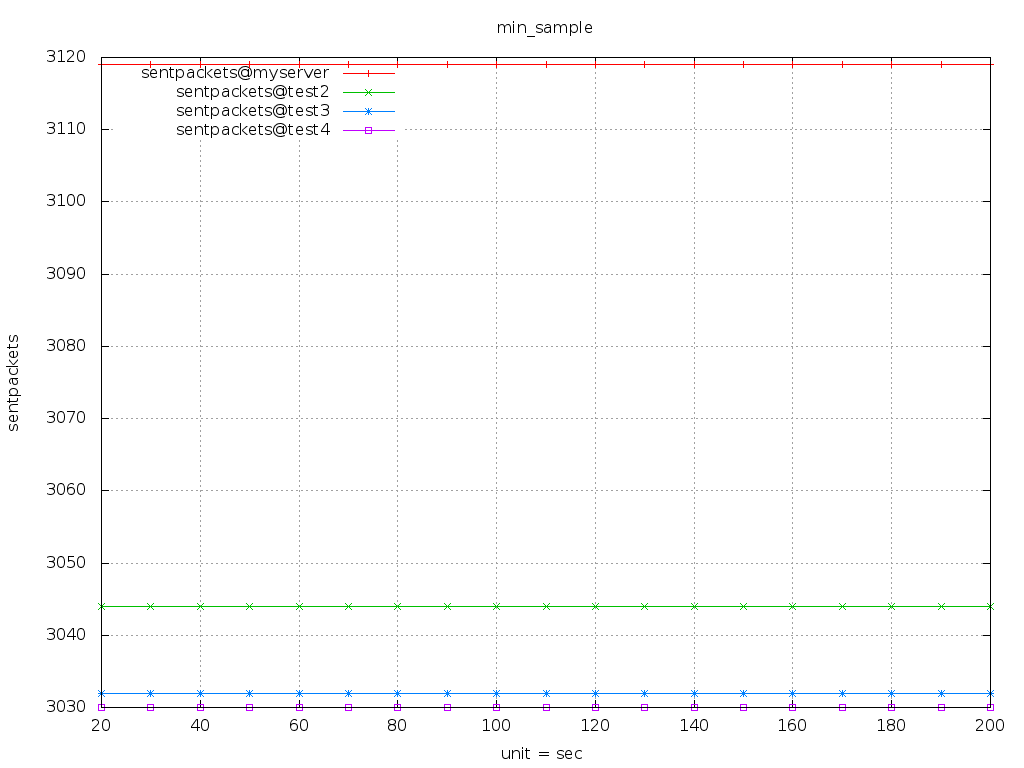 min_sample
3120
sentpackets@myserver
sentpackets@test2
sentpackets@test3
sentpackets@test4
3110
3100
3090
3080
3070
3060
3050
3040
3030
sentpackets
20 40 60 80 100 120 140 160 180 200
unit = sec